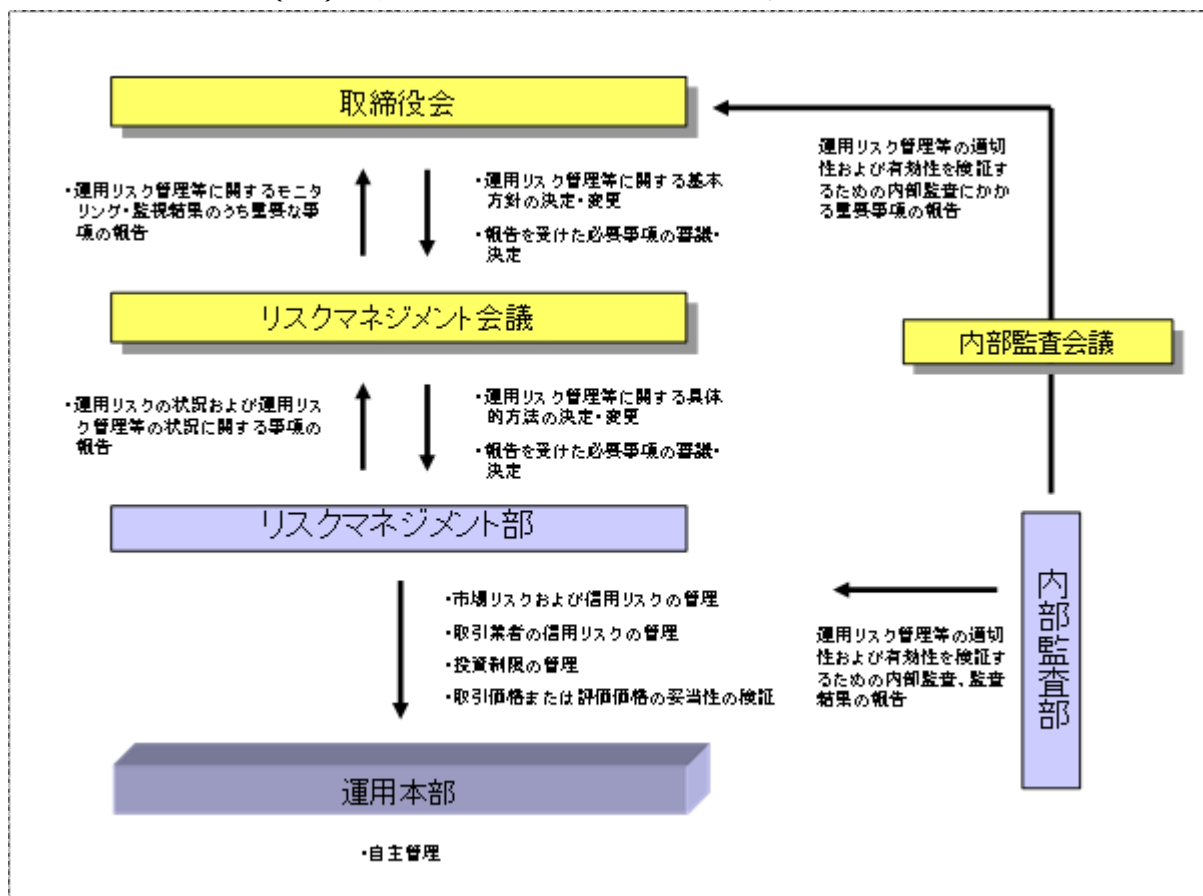 取締役会
・運用リスク管理等に関するモニ
タリング・監視結果のうち重要な事
項の報告
・運用リスク管理等に関する基本
方針の決定・変更
・報告を受けた必要事項の審議・
決定
運用リスク管理等の適切
性および有効性を検証す
るための内部監査にかか
る重要事項の報告
リスクマネジメント会議
内部監査会議
・運用リスクの状況および運用リス
ク管理等の状況に関する事項の
報告
・運用リスク管理等に関する具体
的方法の決定・変更
・報告を受けた必要事項の審議・
決定
リスクマネジメント部
内部監査部
・市場リスクおよび信用リスクの管理
・取引業者の信用リスクの管理
・投資制限の管理
・取引価格または評価価格の妥当性の検証
運用リスク管理等の適切
性および有効性を検証す
るための内部監査、監査
結果の報告
運用本部
・自主管理